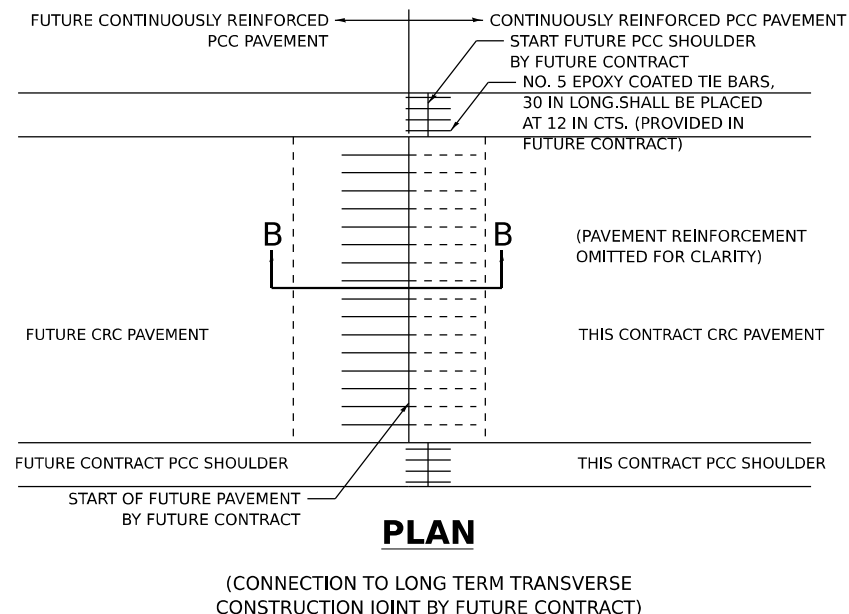 FUTURE CONTINUOUSLY REINFORCED
PCC PAVEMENT
CONTINUOUSLY REINFORCED PCC PAVEMENT
START FUTURE PCC SHOULDER
BY FUTURE CONTRACT
NO. 5 EPOXY COATED TIE BARS,
30 IN LONG.SHALL BE PLACED
AT 12 IN CTS. (PROVIDED IN
FUTURE CONTRACT)
B
B
(PAVEMENT REINFORCEMENT
OMITTED FOR CLARITY)
FUTURE CRC PAVEMENT
THIS CONTRACT CRC PAVEMENT
FUTURE CONTRACT PCC SHOULDER
THIS CONTRACT PCC SHOULDER
START OF FUTURE PAVEMENT
BY FUTURE CONTRACT
PLAN
(CONNECTION TO LONG TERM TRANSVERSE
CONSTRUCTION JOINT BY FUTURE CONTRACT)